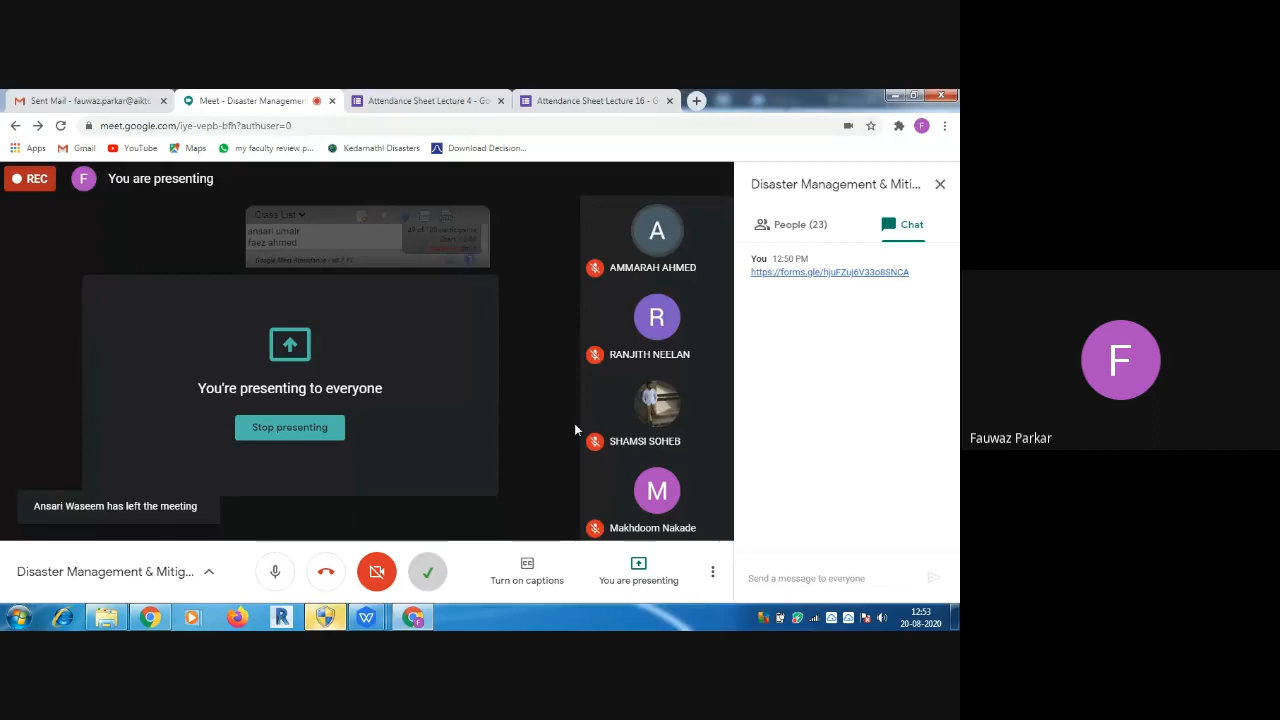 Sent Mail - fauwaz.parkar@aiktc
Meet - Disaster Management
Attendance Sheet Lecture 4 - Go
Attendance Sheet Lecture 16 - G
meet.google.com/iye-vepb-bfh?authuser=0
Apps
Gmail
YouTube
Maps
my faculty review p...
Kedarnathi Disasters
Download Decision...
REC
F
You are presenting
Class List
ansari umair
faez ahmed
You're presenting to everyone
Stop presenting
Ansari Waseem has left the meeting
A
AMMARAH AHMED
R
RANJITH NEELAN
SHAMSI SOHEB
M
Makhdoom Nakade
Disaster Management & Miti...
People (23)
Chat
You 12:50 PM
https://forms.gle/hjuFZuj6V33o8SNCA
Send a message to everyone
Disaster Management & Mitig...
Turn on captions
You are presenting
12:53
20-08-2020
F
Fauwaz Parkar